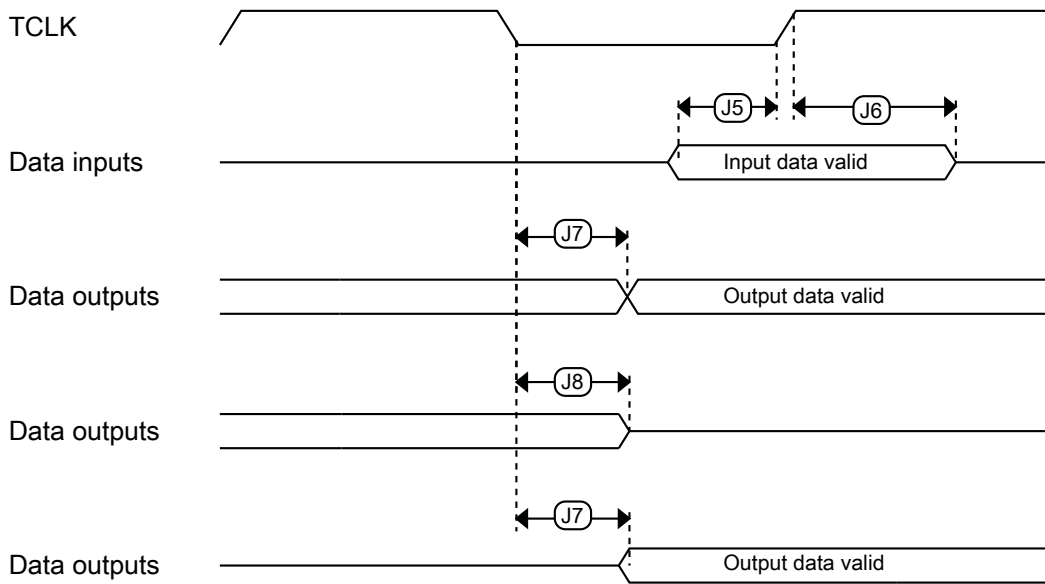 TCLK
J5
J6
Data inputs
Input data valid
J7
Data outputs
Output data valid
J8
Data outputs
J7
Data outputs
Output data valid